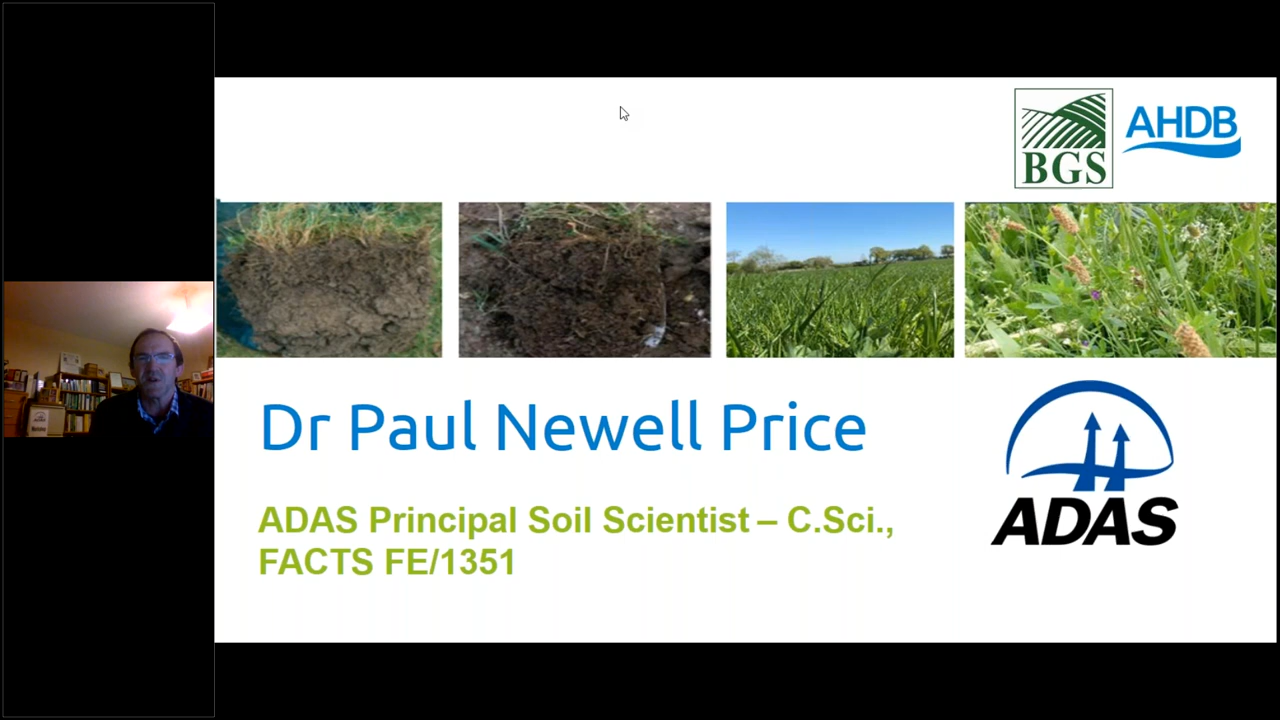 BGS
AHDB
Dr Paul Newell Price
ADAS Principal Soil Scientist – C.Sci.,
FACTS FE/1351
ADAS